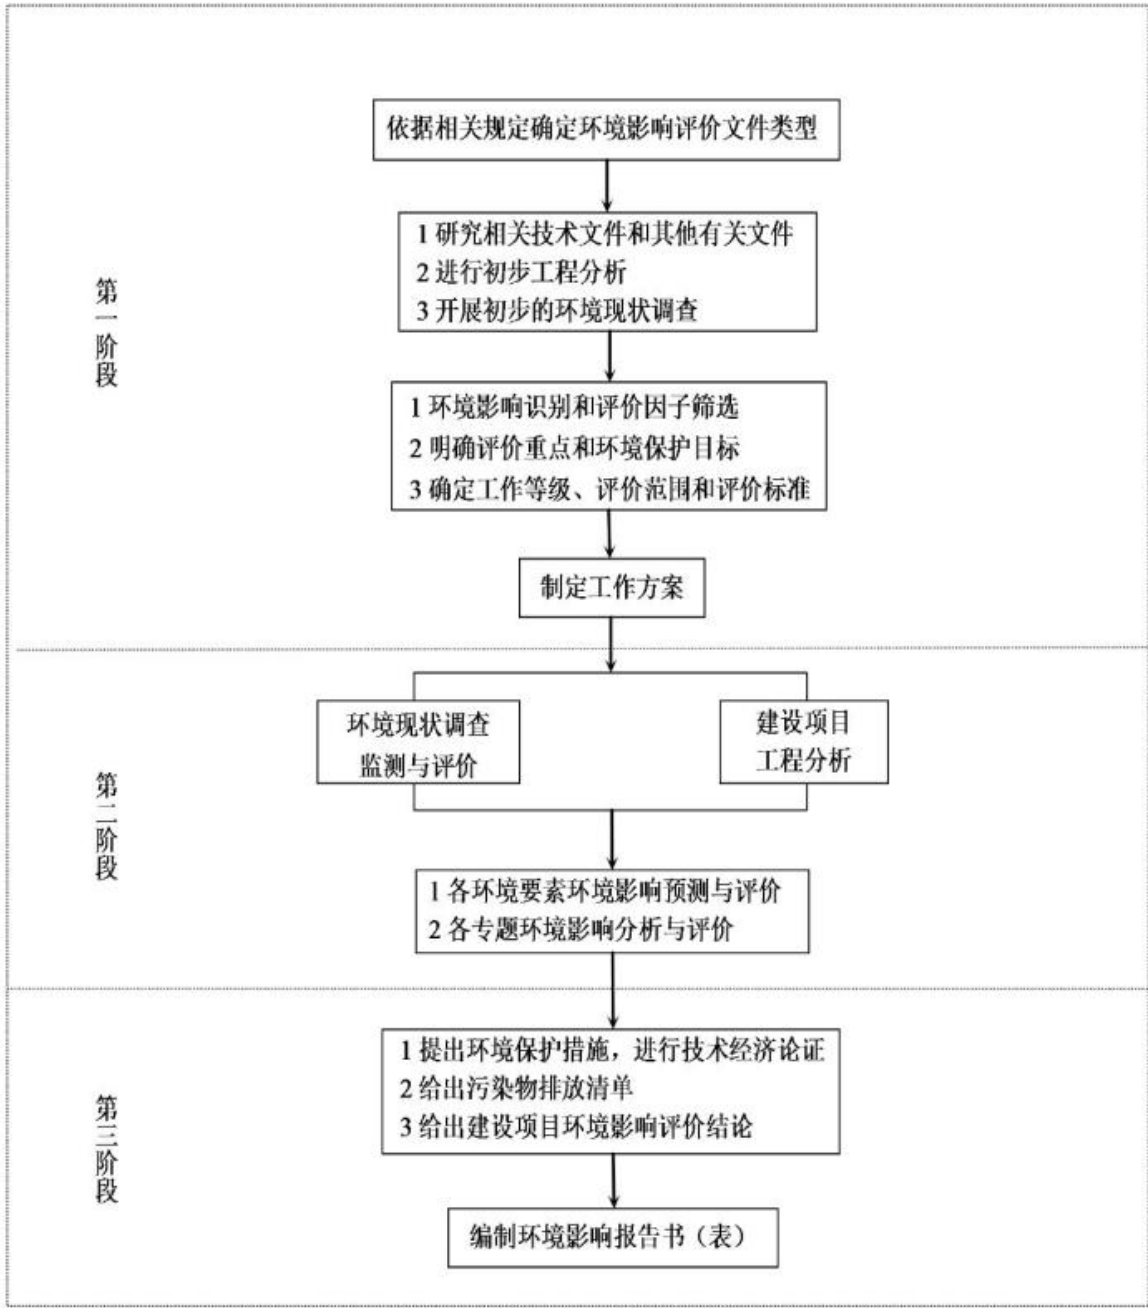 依据相关规定确定环境影响评价文件类型
1 研究相关技术文件和其他有关文件
2 进行初步工程分析
3 开展初步的环境现状调查
第一阶段
1 环境影响识别和评价因子筛选
2 明确评价重点和环境保护目标
3 确定工作等级、评价范围和评价标准
制定工作方案
环境现状调查
监测与评价
建设项目
工程分析
第二阶段
1 各环境要素环境影响预测与评价
2 各专题环境影响分析与评价
1 提出环境保护措施，进行技术经济论证
2 给出污染物排放清单
3 给出建设项目环境影响评价结论
第三阶段
编制环境影响报告书（表）